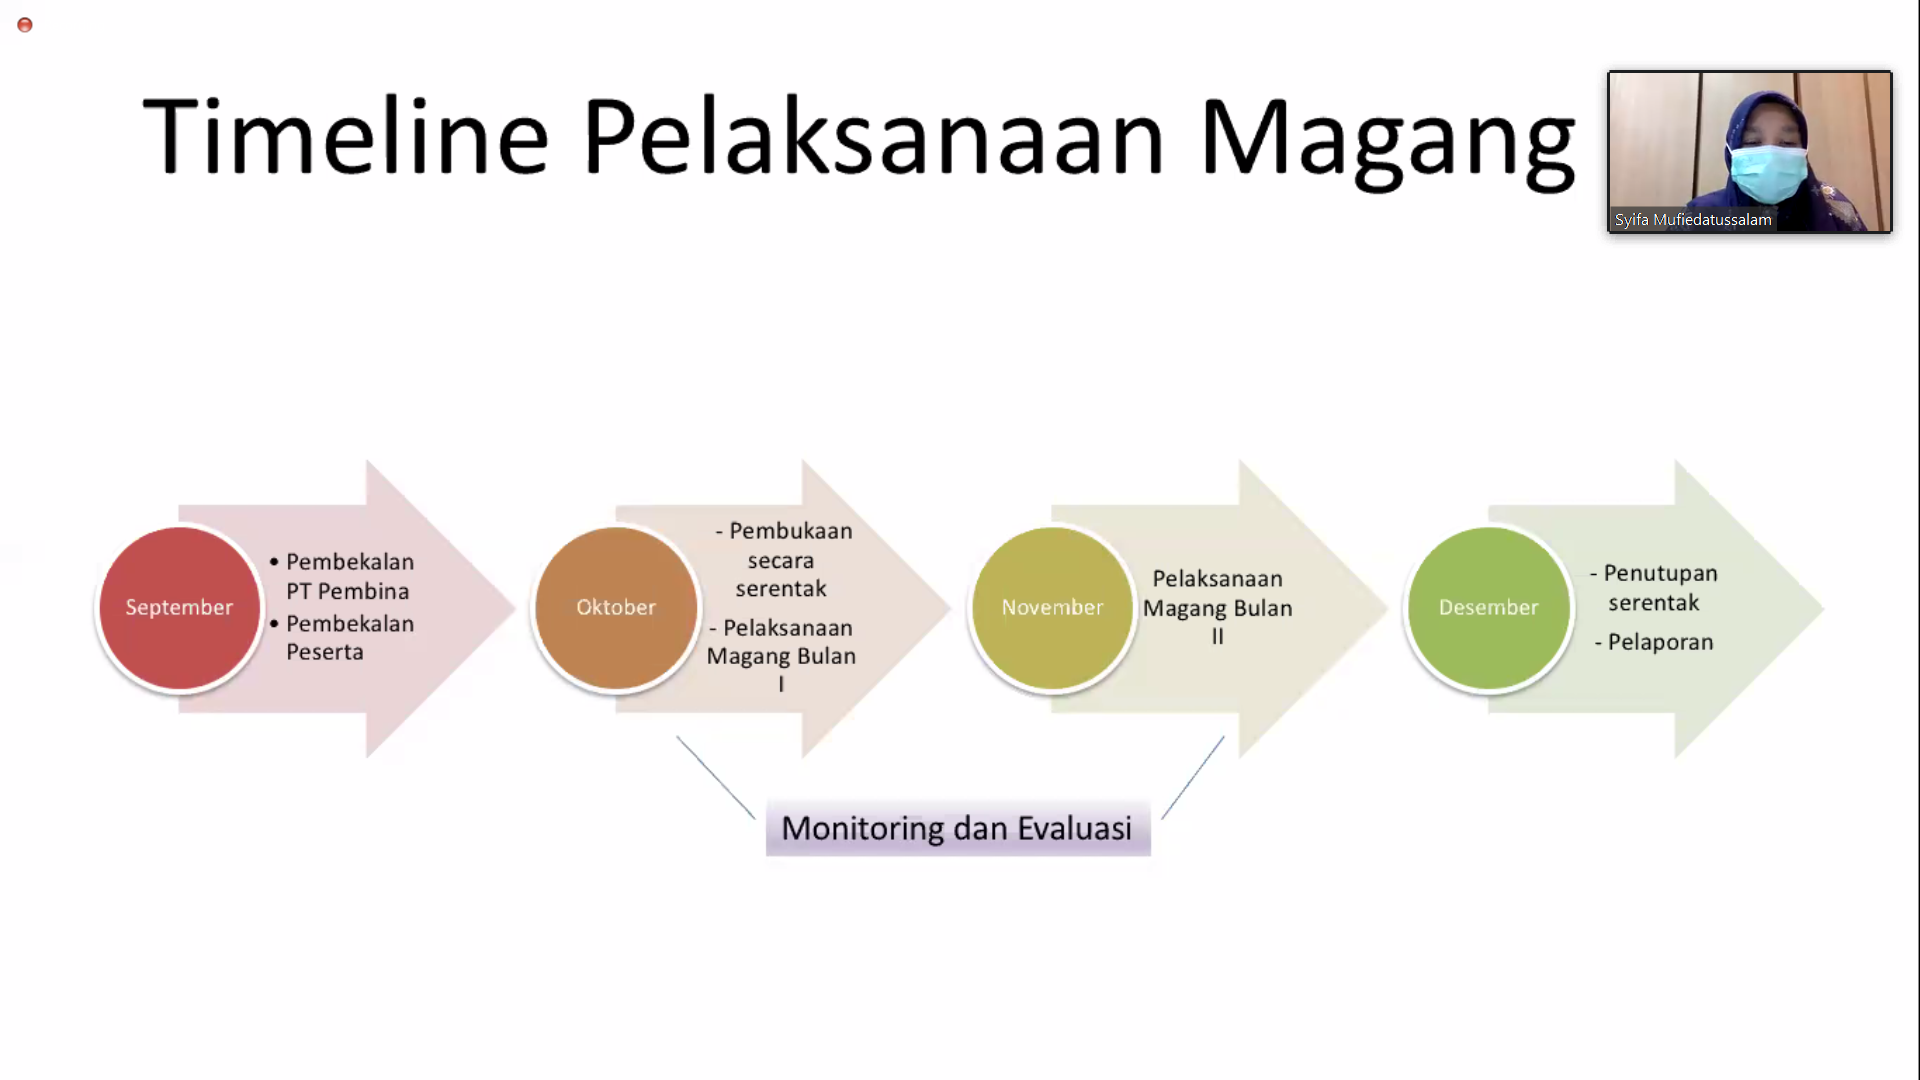 Timeline Pelaksanaan Magang
Syifa Mufiedatussalam
September
• Pembekalan
PT Pembina
• Pembekalan
Peserta
Oktober
- Pembukaan
secara
serentak
- Pelaksanaan
Magang Bulan
I
November
Pelaksanaan
Magang Bulan
II
Desember
- Penutupan
serentak
- Pelaporan
Monitoring dan Evaluasi